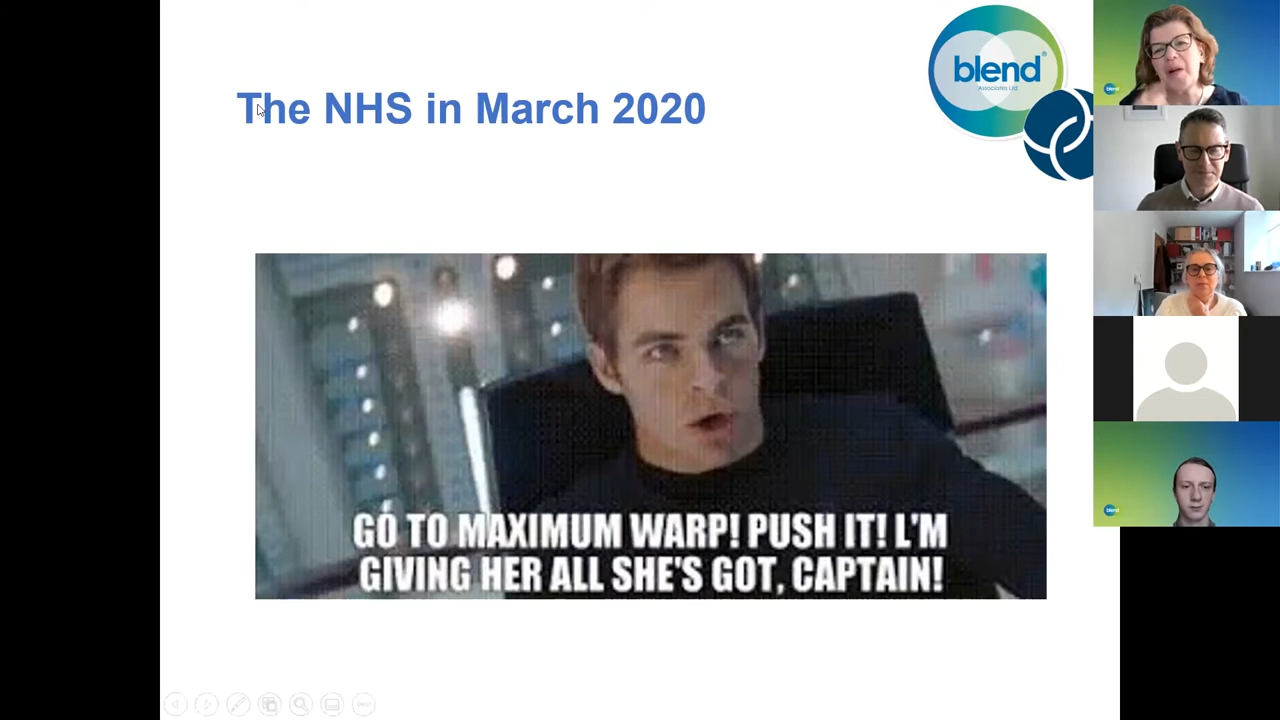 The NHS in March 2020
blend®
Associates Ltd
GO TO MAXIMUM WARP! PUSH IT! L'M
GIVING HER ALL SHE'S GOT, CAPTAIN!
blend